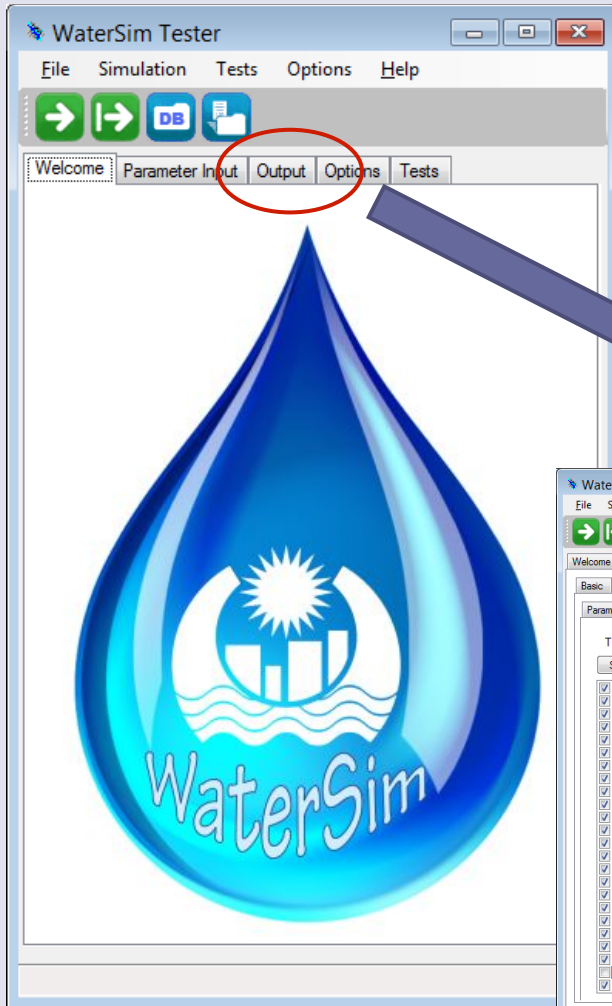 WaterSim Tester
File Simulation Tests Options Help
DB
Welcome Parameter Input Output Options Tests
WaterSim
File
Welcome
Basic